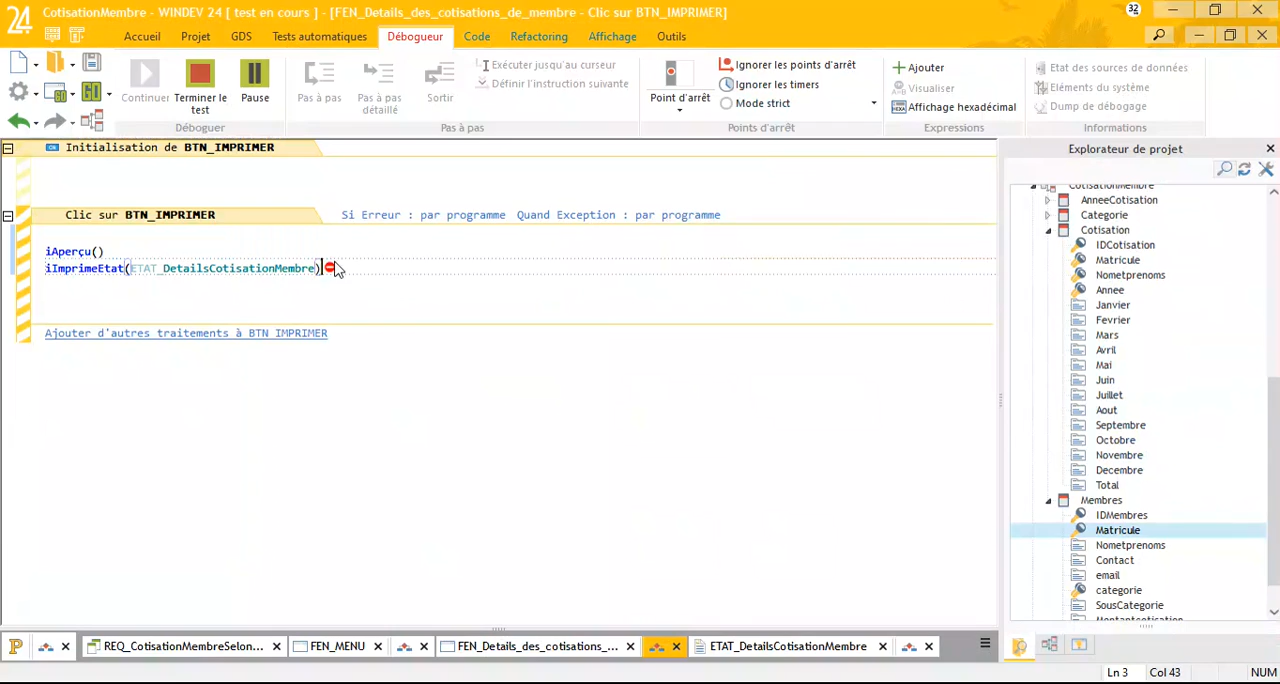 24
CotisationMembre - WINDEV 24 [ test en cours ] - [FEN_Details_des_cotisations_de_membre - Clic sur BTN_IMPRIMER]
32
Accueil Projet GDS Tests automatiques Débogueur Code Refactoring Affichage Outils
Continuer
Terminer le test
Pause
Déboguer
Pas à pas
Pas à pas détaillé
Sortir
Exécuter jusqu'au curseur
Définir l'instruction suivante
Pas à pas
Point d'arrêt
Ignorer les points d'arrêt
Ignorer les timers
Mode strict
Points d'arrêt
Ajouter
Visualiser
Affichage hexadécimal
Expressions
Etat des sources de données
Eléments du système
Dump de débogage
Informations
Initialisation de BTN_IMPRIMER
Clic sur BTN_IMPRIMER Si Erreur : par programme Quand Exception : par programme
iAperçu()
iImprimeEtat(ETAT_DetailsCotisationMembre)
Ajouter d'autres traitements à BTN_IMPRIMER
Explorateur de projet
CotisationMembre
AnneeCotisation
Categorie
Cotisation
IDCotisation
Matricule
Nometprenoms
Annee
Janvier
Fevrier
Mars
Avril
Mai
Juin
Juillet
Aout
Septembre
Octobre
Novembre
Decembre
Total
Membres
IDMembres
Matricule
Nometprenoms
Contact
email
categorie
SousCategorie
Montantcotisation
REQ_CotisationMembreSelon... FEN_MENU FEN_Details_des_cotisations_... ETAT_DetailsCotisationMembre
Ln 3 Col 43 NUM